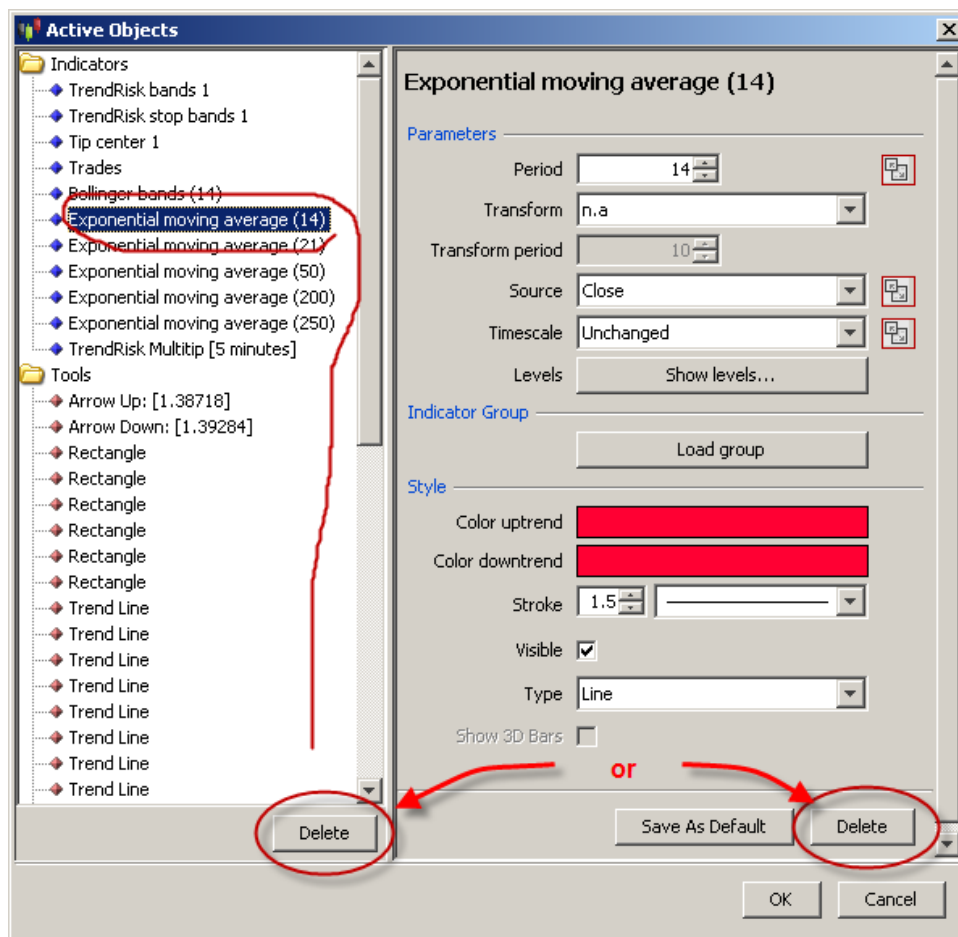 Active Objects
Indicators
TrendRisk bands 1
TrendRisk stop bands 1
Tip center 1
Trades
Bollinger bands (14)
Exponential moving average (14)
Exponential moving average (21)
Exponential moving average (50)
Exponential moving average (200)
Exponential moving average (250)
TrendRisk Multitip [5 minutes]
Tools
Arrow Up: [1.38718]
Arrow Down: [1.39284]
Rectangle
Rectangle
Rectangle
Rectangle
Rectangle
Rectangle
Trend Line
Trend Line
Trend Line
Trend Line
Trend Line
Trend Line
Trend Line
Trend Line
Delete
Exponential moving average (14)
Parameters
Period 14
Transform n.a
Transform period 10
Source Close
Timescale Unchanged
Levels Show levels...
Indicator Group
Load group
Style
Color uptrend
Color downtrend
Stroke 1.5
Visible
Type Line
Show 3D Bars
or
Save As Default Delete
OK Cancel